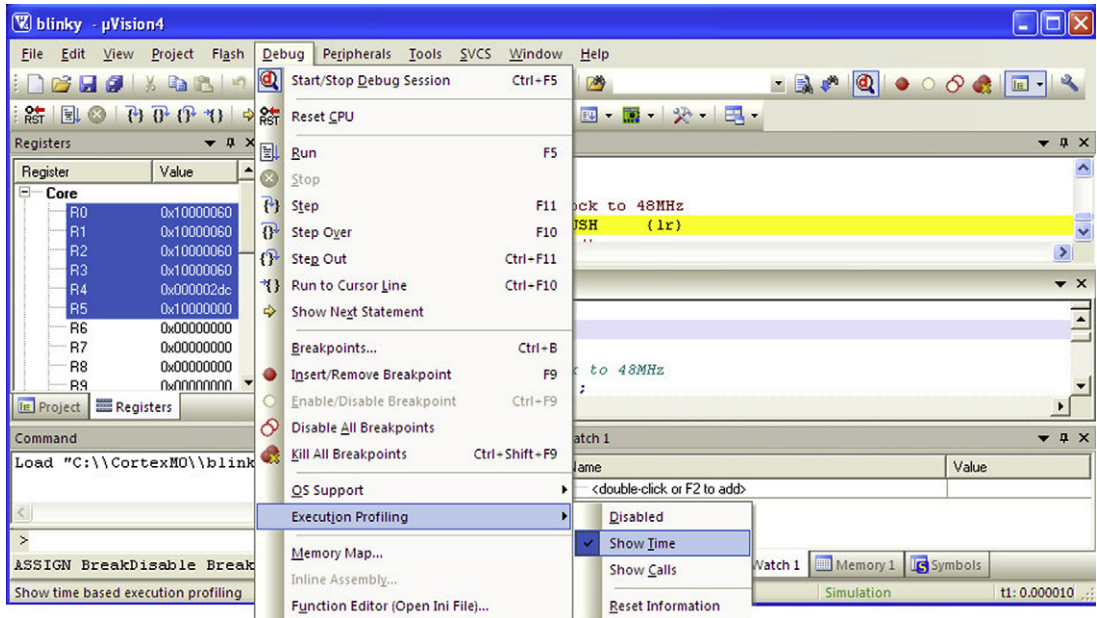 blinky - µVision4
File Edit View Project Flash Debug Peripherals Tools SVCS Window Help
Start/Stop Debug Session Ctrl+F5
RST Reset CPU
Registers
Register Value
Run F5
Core
Stop
R0 0x10000060
Step F11
ock to 48MHz
R1 0x10000060
Step Over F10
USH (lr)
R2 0x10000060
R3 0x10000060
Step Out Ctrl+F11
R4 0x000002dc
Run to Cursor Line Ctrl+F10
R5 0x10000000
Show Next Statement
R6 0x00000000
R7 0x00000000
Breakpoints... Ctrl+B
R8 0x00000000
Insert/Remove Breakpoint F9
k to 48MHz
R9 0x00000000
;
Project Registers
Enable/Disable Breakpoint Ctrl+F9
Disable All Breakpoints
Command
atch 1
Load "C:\\CortexM0\\blink
Kill All Breakpoints Ctrl+Shift+F9
Name Value
OS Support
<double-click or F2 to add>
Execution Profiling
Disabled
>
Show Time
Memory Map...
ASSIGN BreakDisable Break
Show Calls
Watch 1 Memory 1 Symbols
Inline Assembly...
Show time based execution profiling
Function Editor (Open Ini File)...
Reset Information
Simulation t1: 0.000010